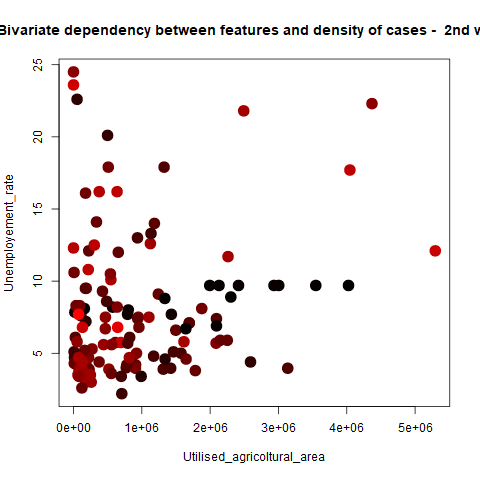 Bivariate dependency between features and density of cases - 2nd w
25
20
15
10
5
Unemployement_rate
0e+00 1e+06 2e+06 3e+06 4e+06 5e+06
Utilised_agricoltural_area